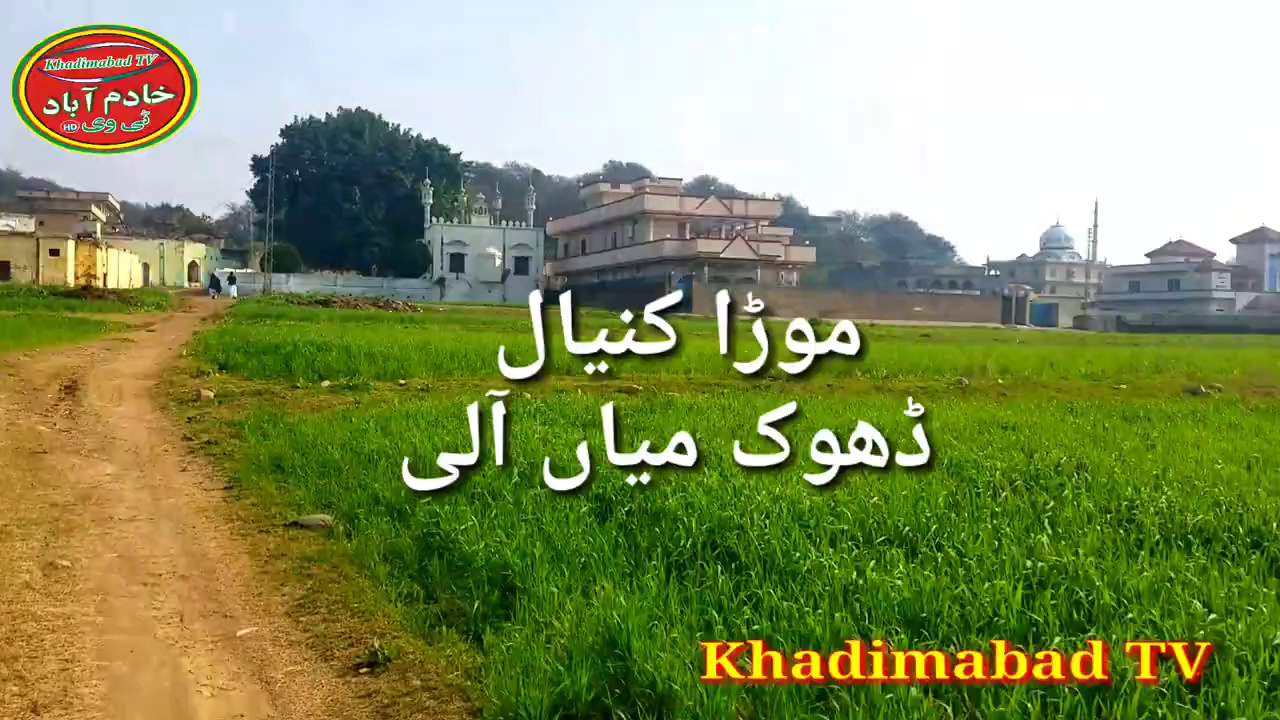 Khadimabad TV
خادم آباد
ٹی وی
HD
موڑا کنیال
ڈھوک میاں آلی
Khadimabad TV